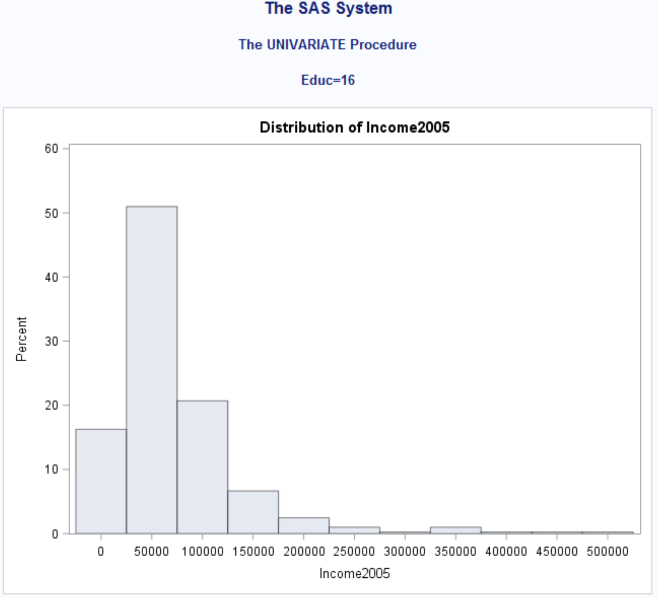 The SAS System
The UNIVARIATE Procedure
Educ=16
Distribution of Income2005
60
50
40
30
20
10
0
Percent
0 50000 100000 150000 200000 250000 300000 350000 400000 450000 500000
Income2005